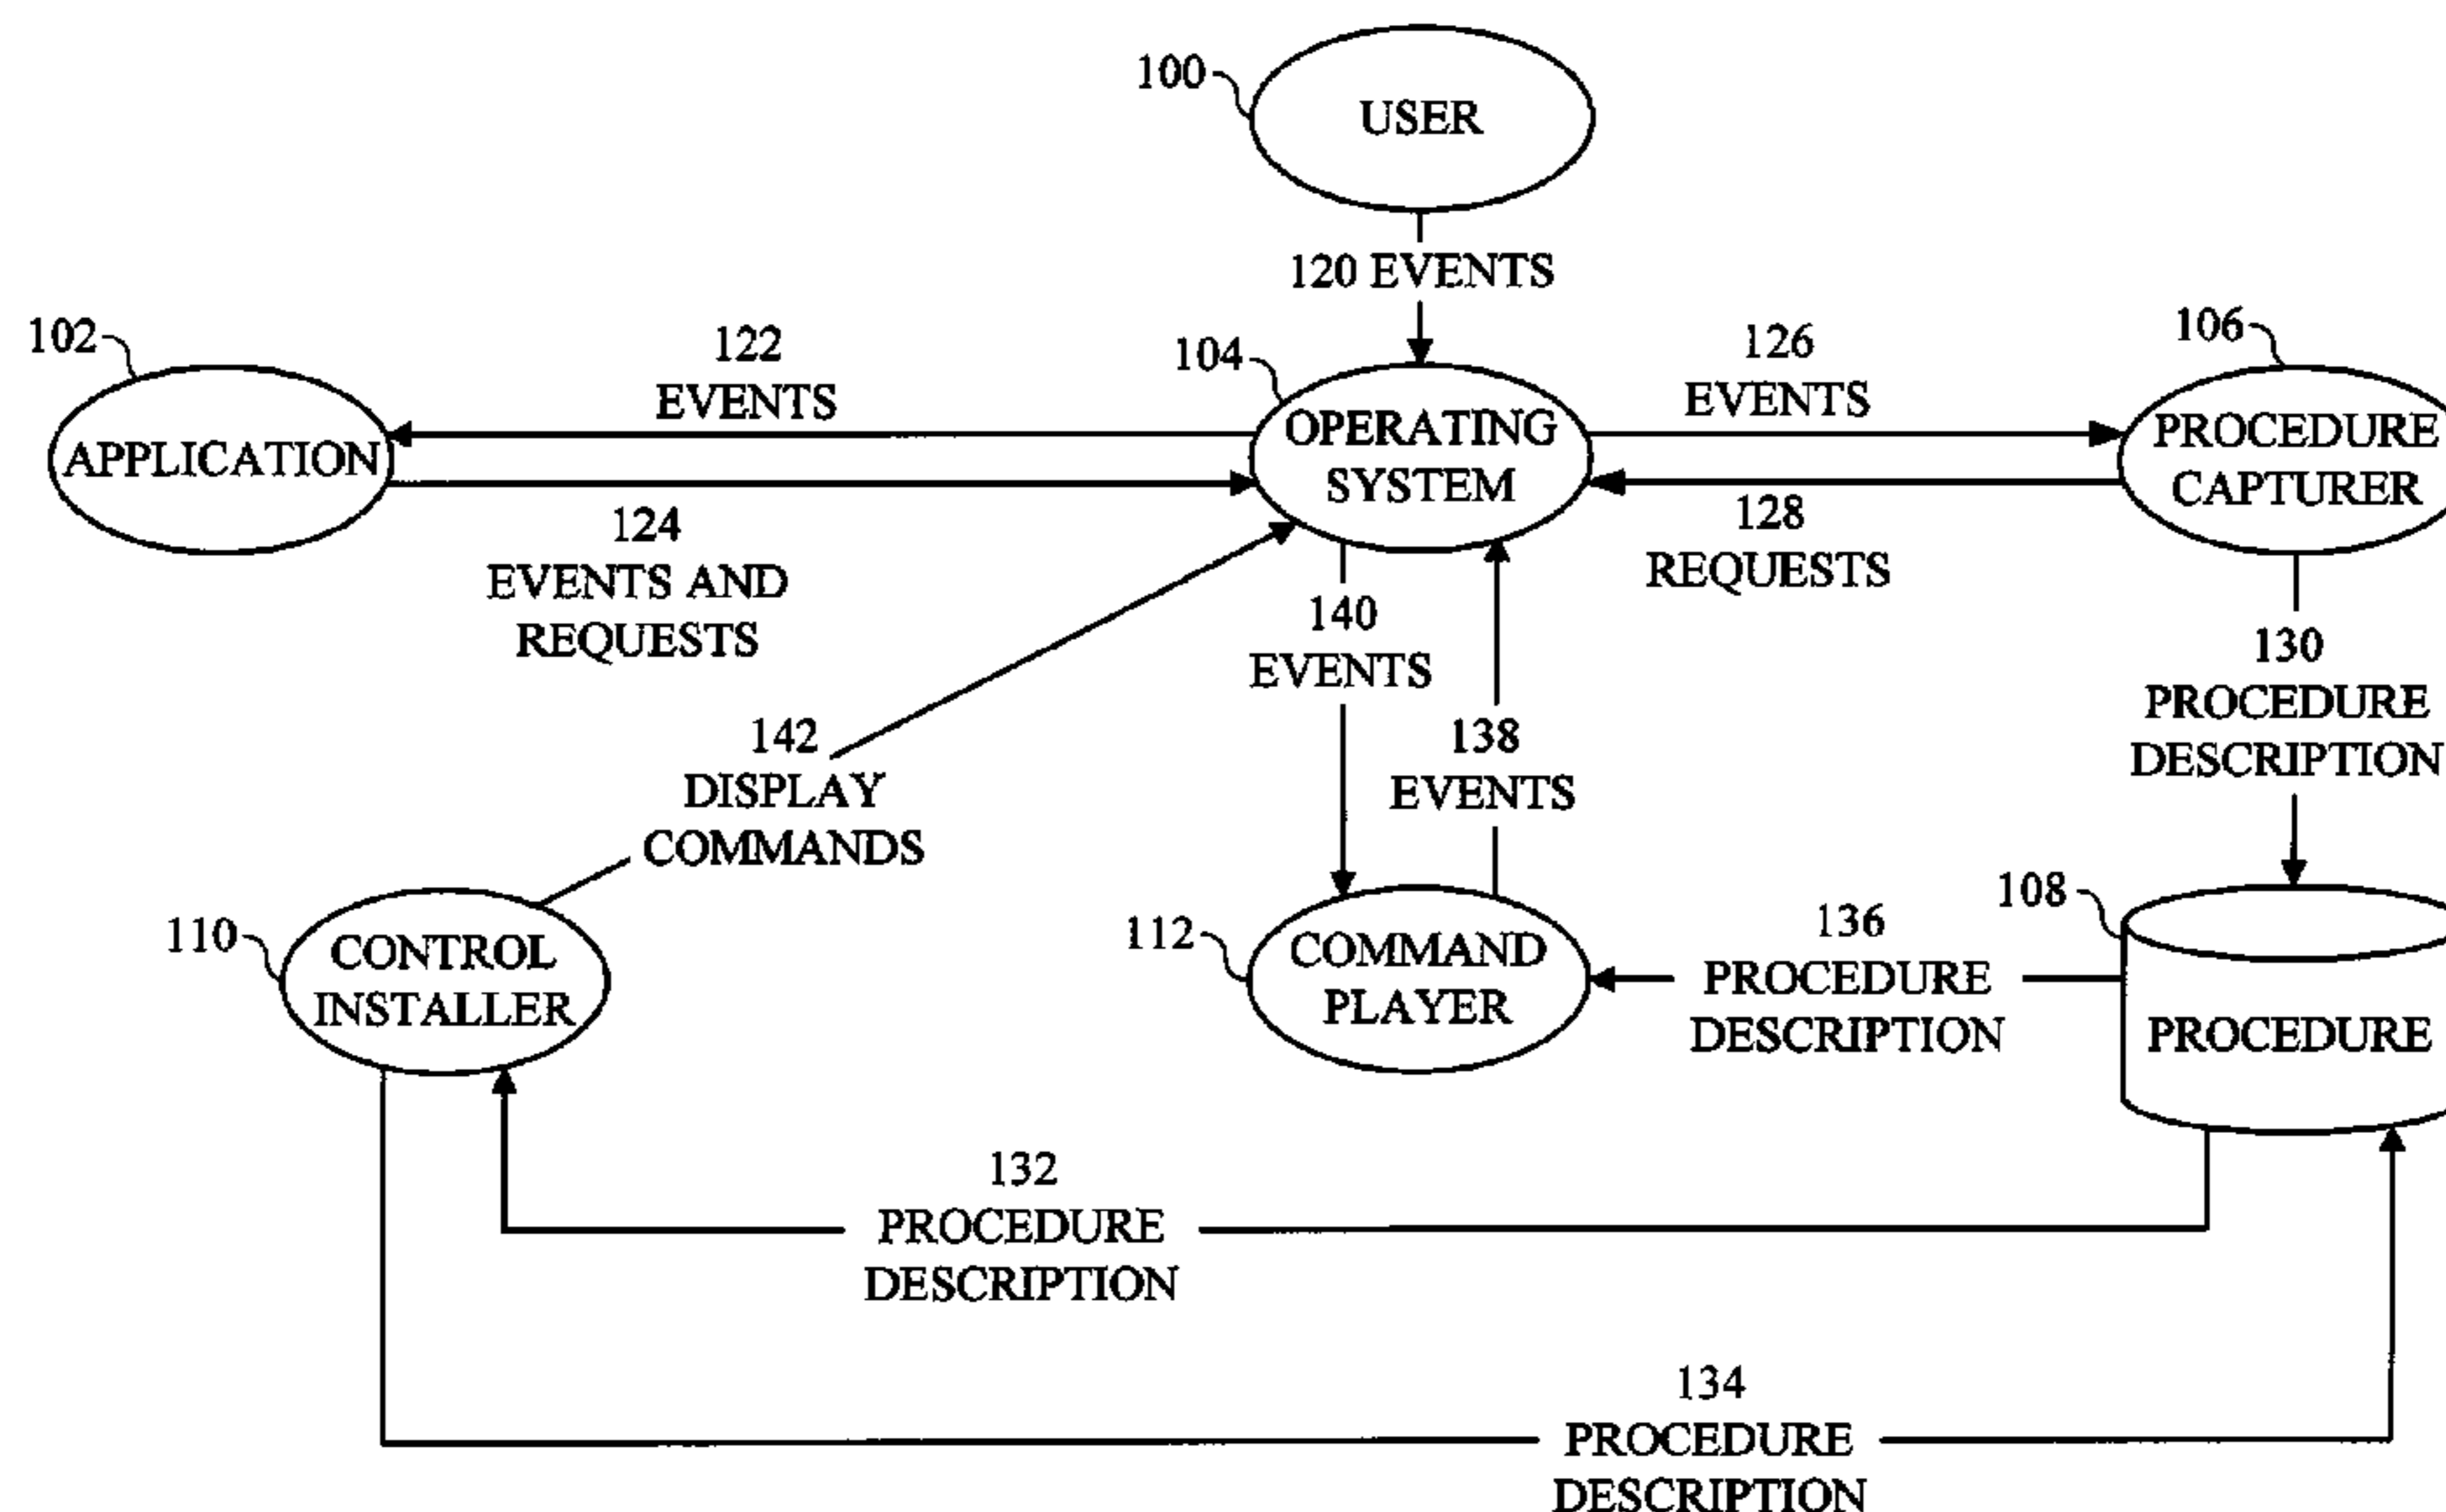 100
USER
120 EVENTS
102
122
EVENTS
104
126
EVENTS
106
APPLICATION
OPERATING
SYSTEM
PROCEDURE
CAPTURER
124
EVENTS AND
REQUESTS
128
REQUESTS
140
EVENTS
130
PROCEDURE
DESCRIPTION
142
DISPLAY
COMMANDS
138
EVENTS
110
CONTROL
INSTALLER
112
COMMAND
PLAYER
136
PROCEDURE
DESCRIPTION
108
PROCEDURE
132
PROCEDURE
DESCRIPTION
134
PROCEDURE
DESCRIPTION